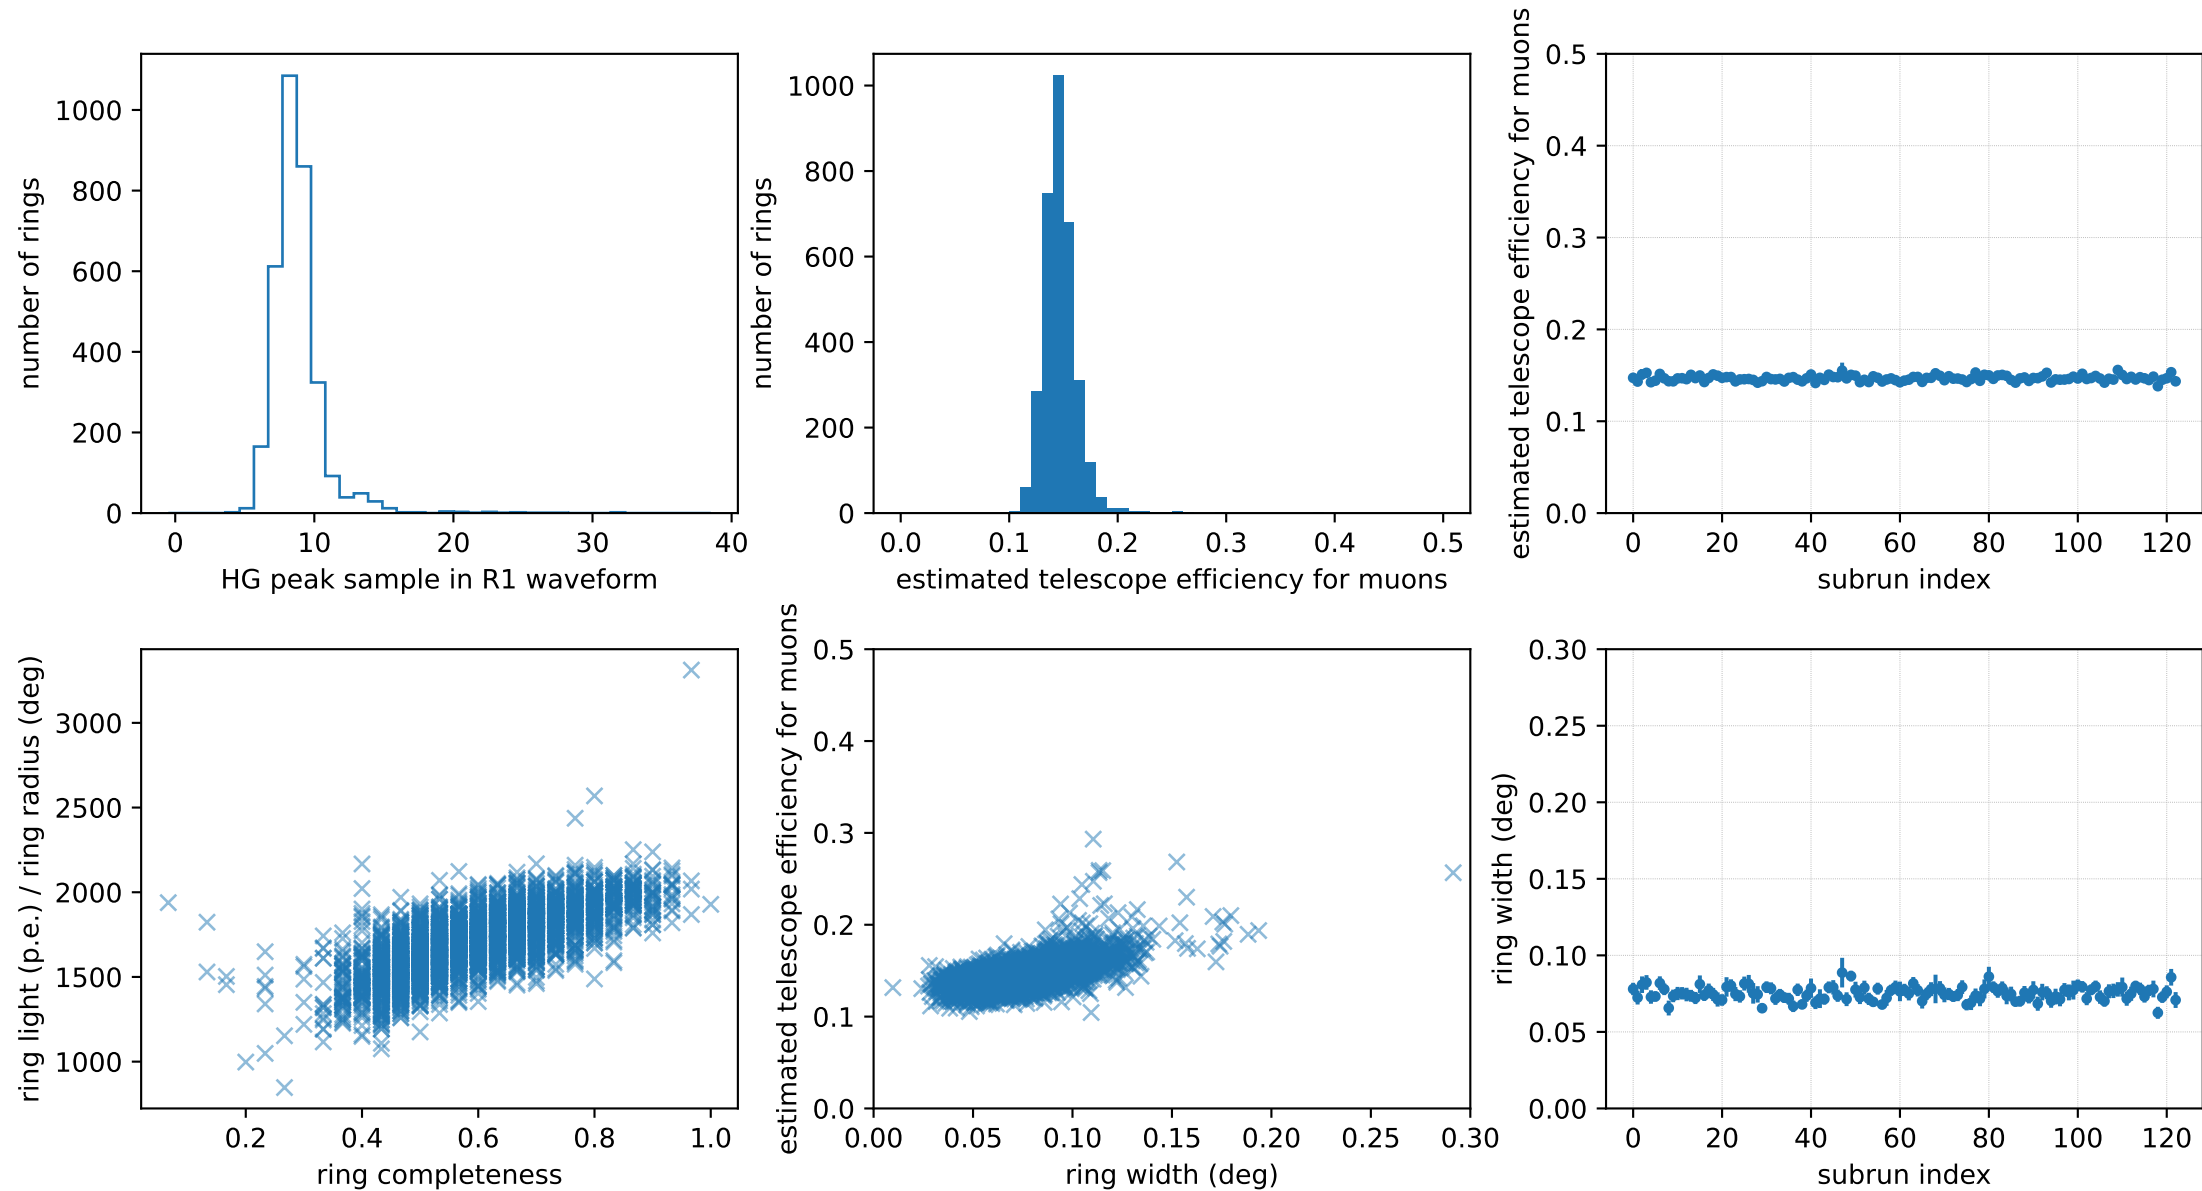 number of rings
1000
800
600
400
200
0
0 10 20 30 40
HG peak sample in R1 waveform
number of rings
1000
800
600
400
200
0
0.0 0.1 0.2 0.3 0.4 0.5
estimated telescope efficiency for muons
estimated telescope efficiency for muons
0.5
0.4
0.3
0.2
0.1
0.0
0 20 40 60 80 100 120
subrun index
ring light (p.e.) / ring radius (deg)
3000
2500
2000
1500
1000
0.2 0.4 0.6 0.8 1.0
ring completeness
estimated telescope efficiency for muons
0.5
0.4
0.3
0.2
0.1
0.0
0.00 0.05 0.10 0.15 0.20 0.25 0.30
ring width (deg)
ring width (deg)
0.30
0.25
0.20
0.15
0.10
0.05
0.00
0 20 40 60 80 100 120
subrun index